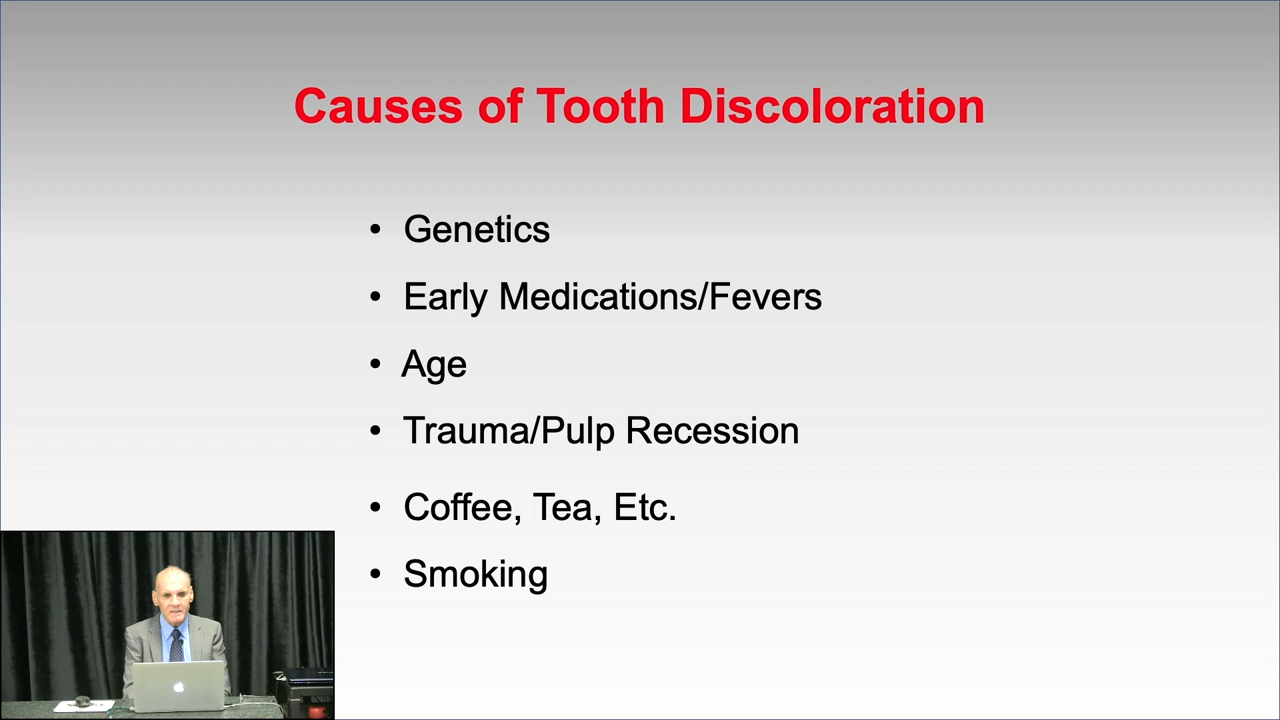 Causes of Tooth Discoloration
• Genetics
• Early Medications/Fevers
• Age
• Trauma/Pulp Recession
• Coffee, Tea, Etc.
• Smoking